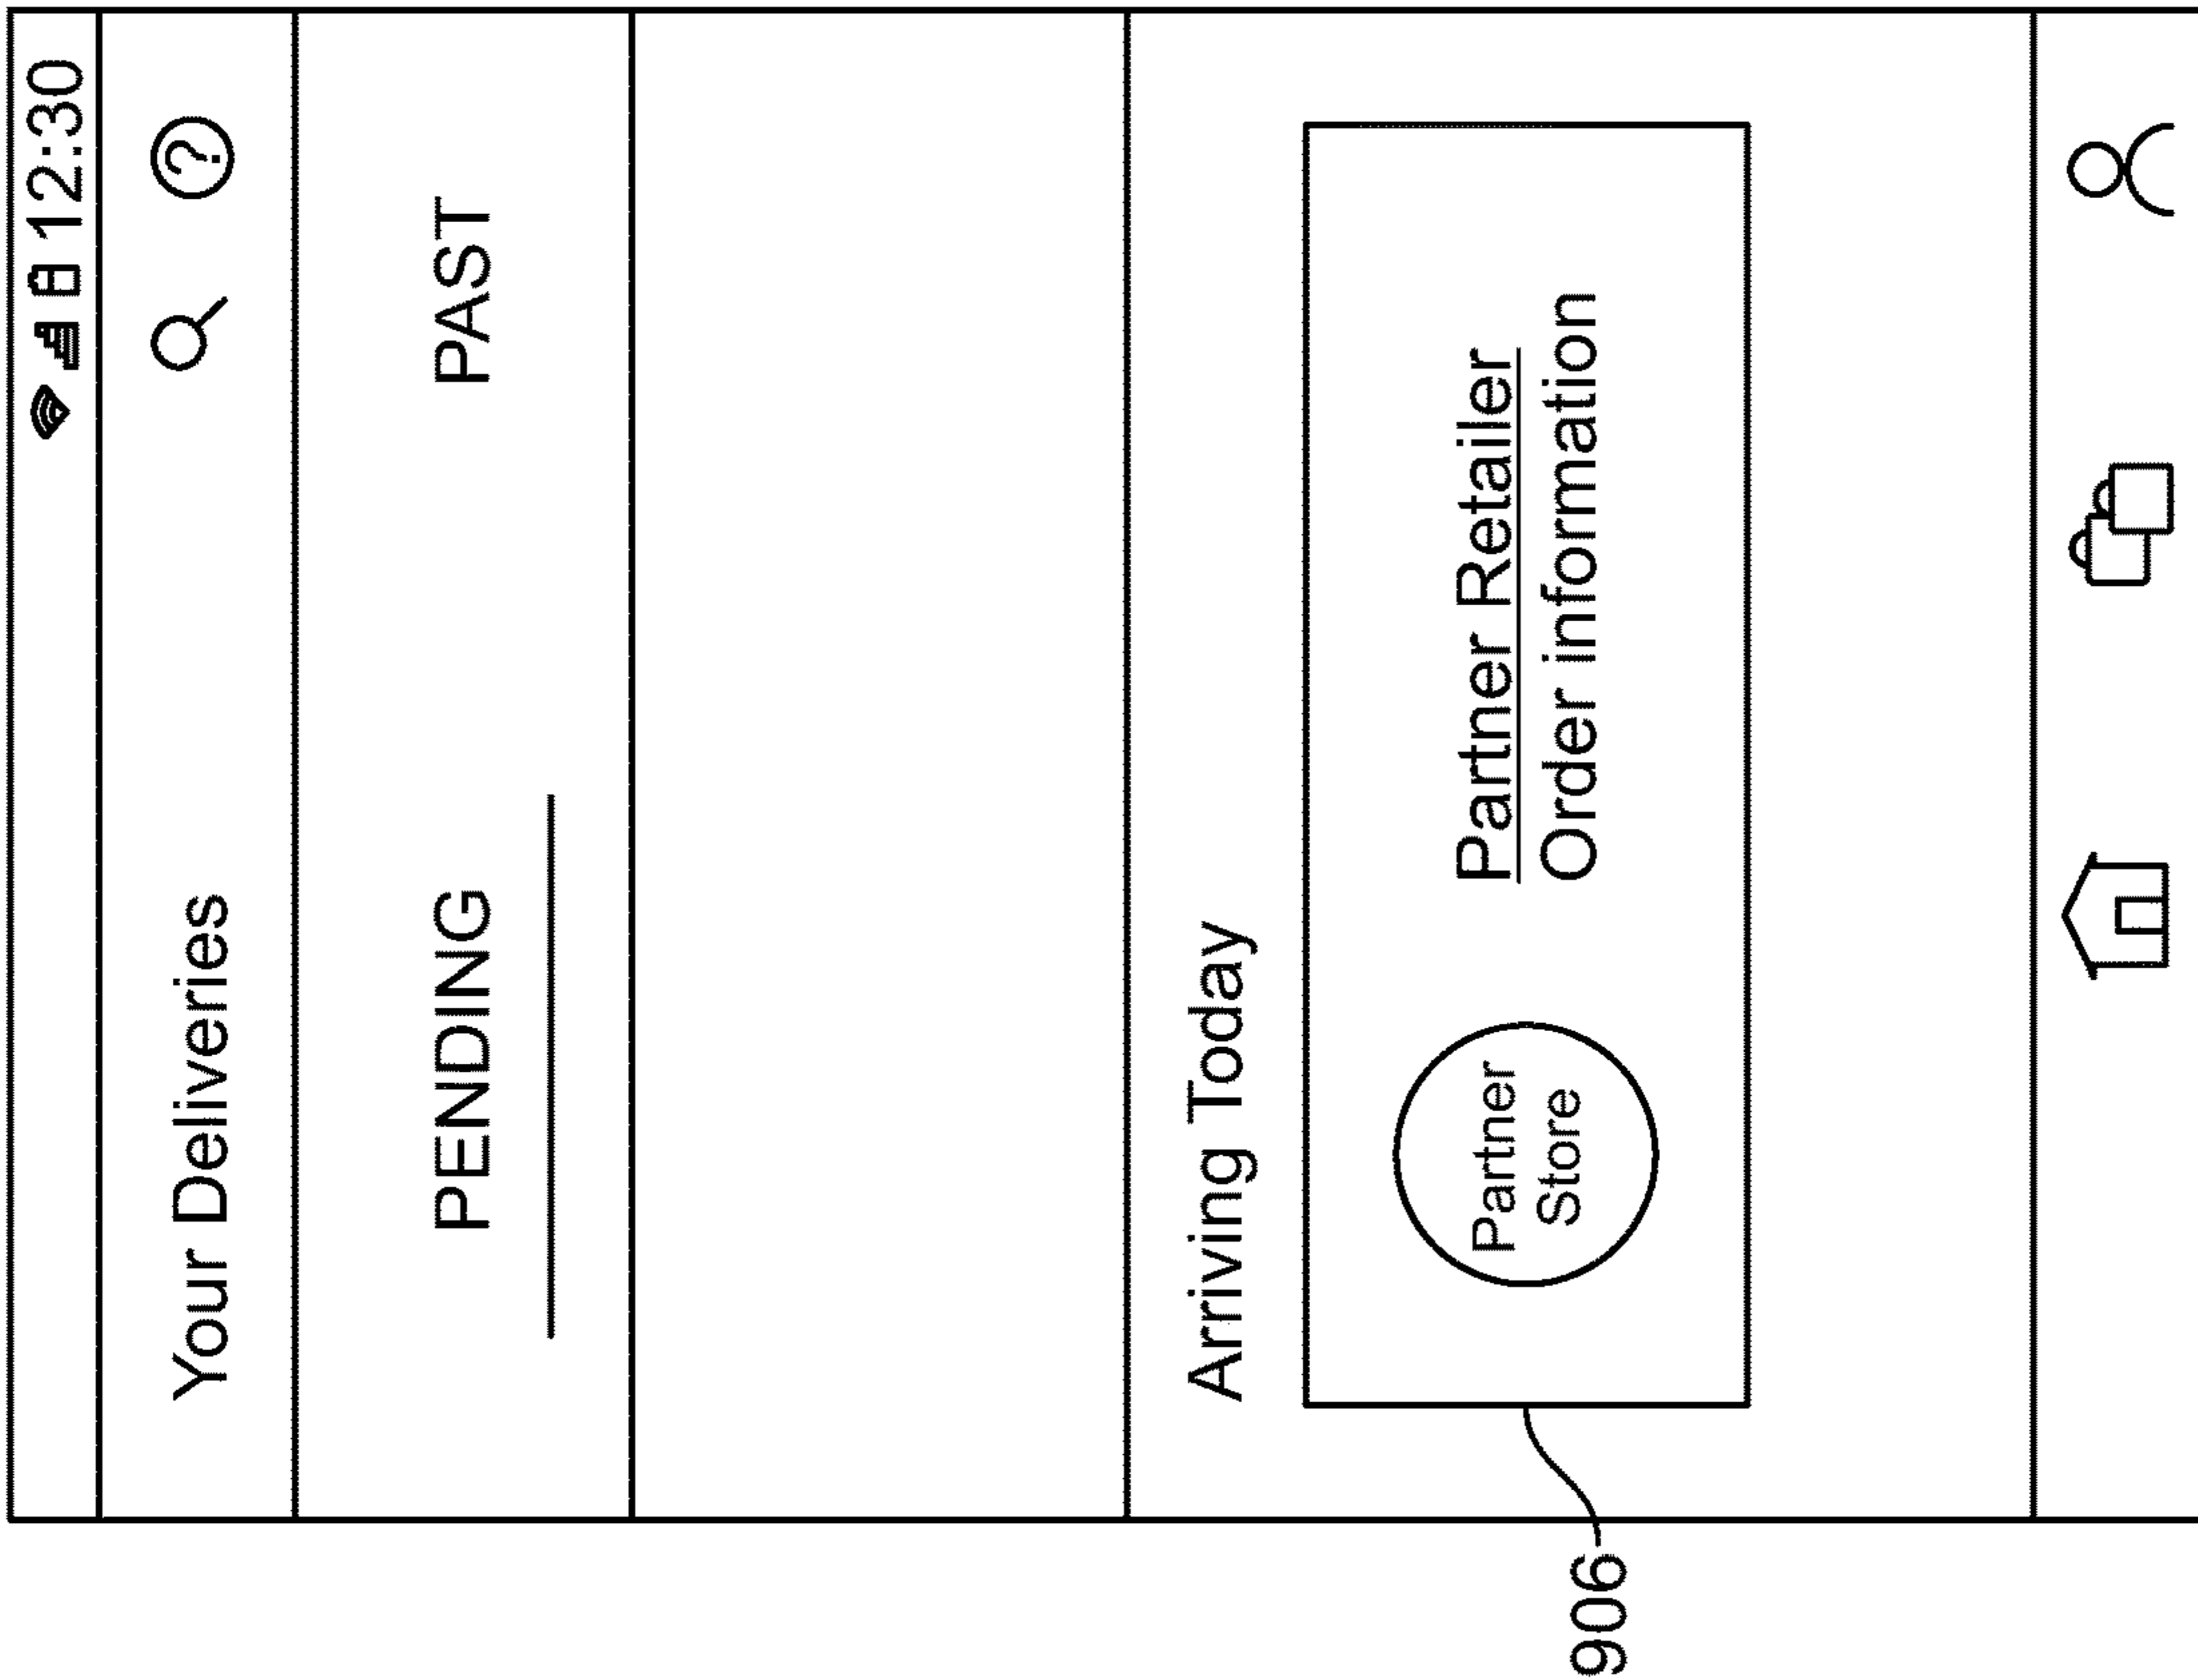 12:30
Your Deliveries
?
PENDING
PAST
Arriving Today
Partner
Store
Partner Retailer
Order information
906